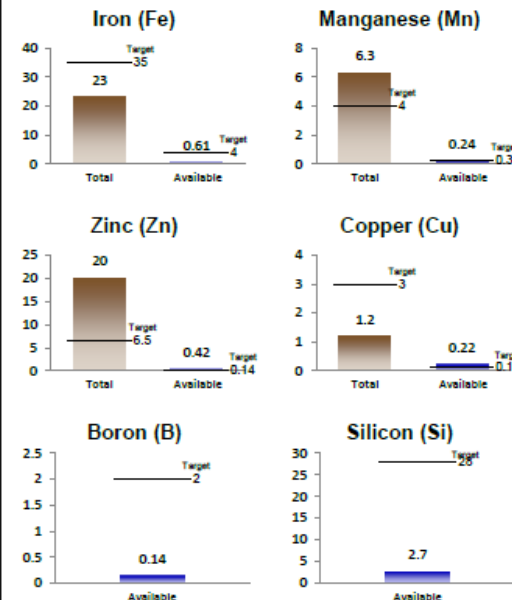 Iron (Fe)
40
30
20
10
0
Target
35
23
0.61
Target
4
Total
Available
Manganese (Mn)
8
6
4
2
0
6.3
Target
4
0.24
0.3
Total
Available
Zinc (Zn)
25
20
15
10
5
0
20
Target
6.5
0.42
Target
0.14
Total
Available
Copper (Cu)
4
3
2
1
0
Target
3
1.2
0.22
0.1
Total
Available
Boron (B)
2.5
2
1.5
1
0.5
0
Target
2
0.14
Available
Silicon (Si)
30
25
20
15
10
5
0
Target
28
2.7
Available